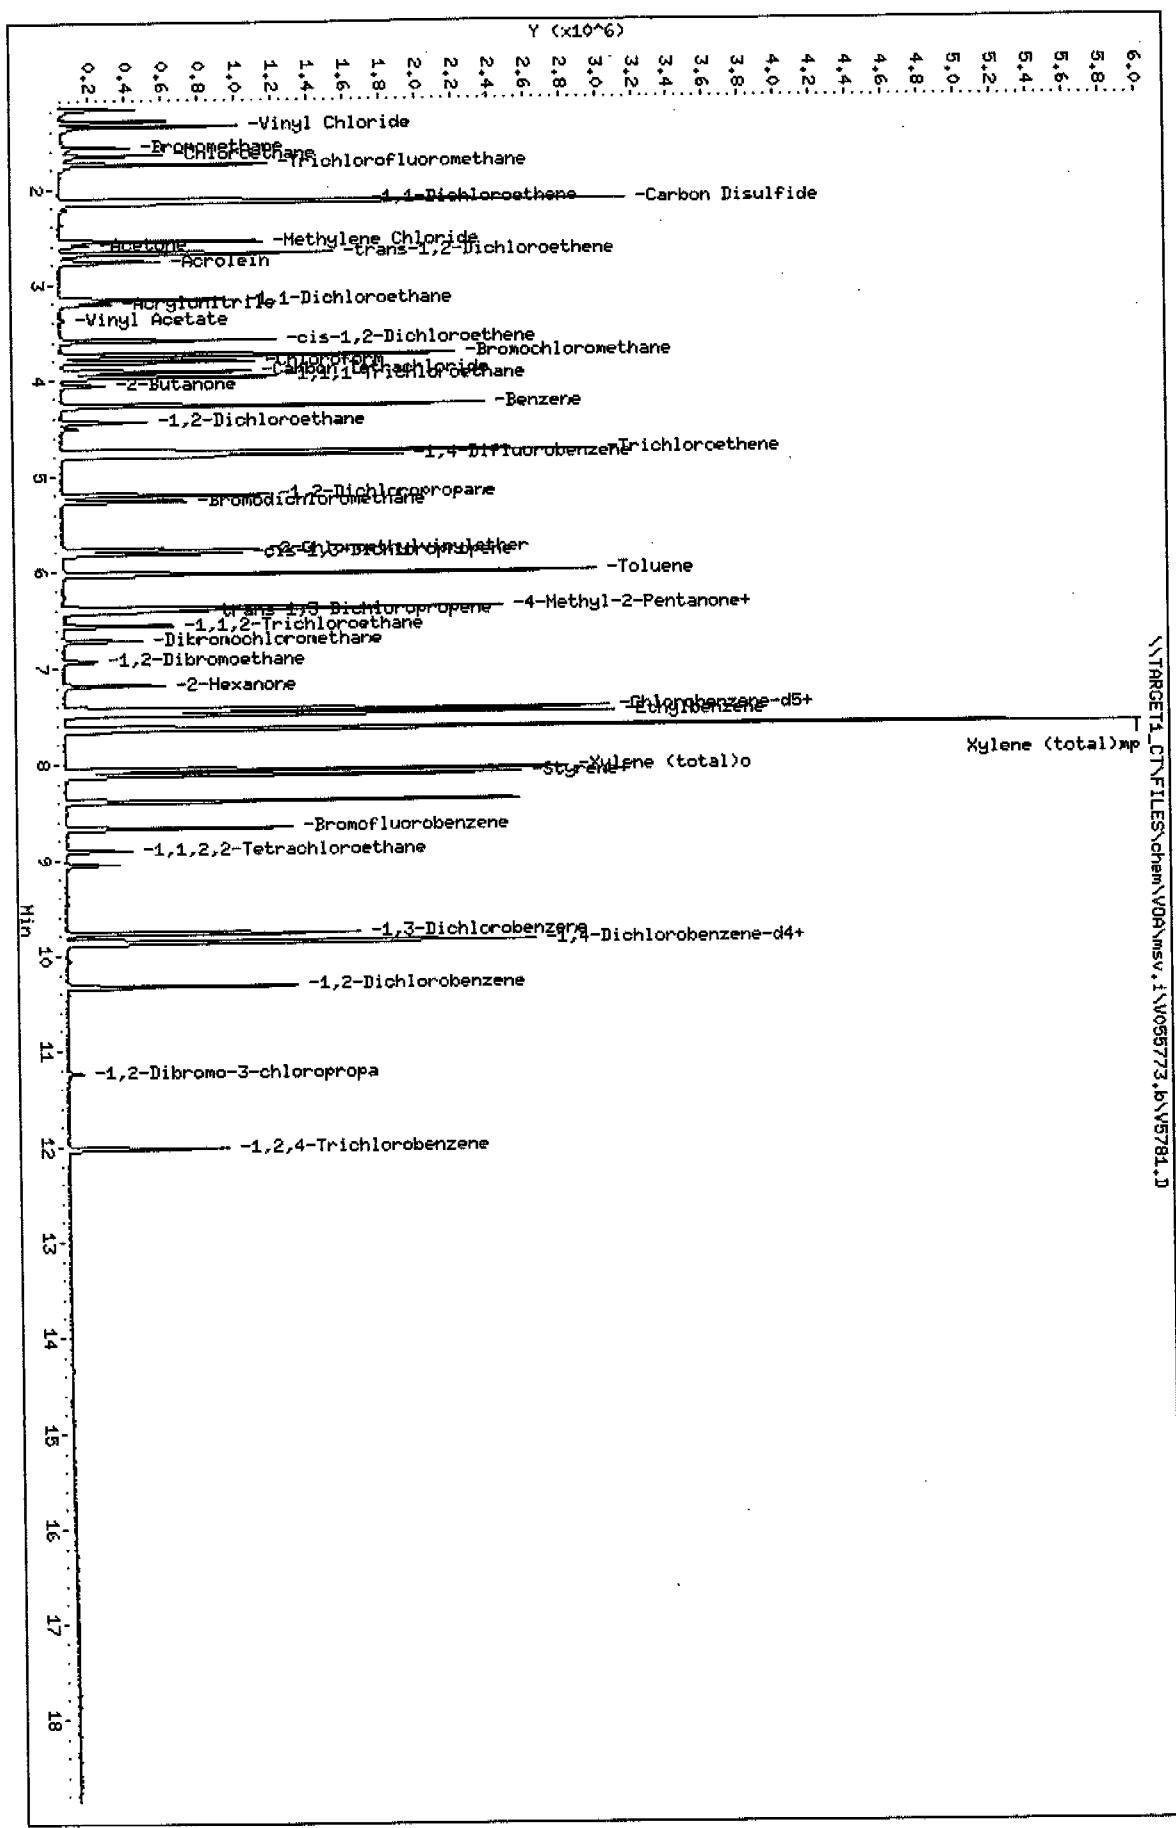 Y (x10^6)
0.2
0.4
0.6
0.8
1.0
1.2
1.4
1.6
1.8
2.0
2.2
2.4
2.6
2.8
3.0
3.2
3.4
3.6
3.8
4.0
4.2
4.4
4.6
4.8
5.0
5.2
5.4
5.6
5.8
6.0
-Vinyl Chloride
-Bromomethane
-Chloroethane
-Trichlorofluoromethane
2
-1,1-Dichloroethene
-Carbon Disulfide
-Methylene Chloride
-Acetone
-trans-1,2-Dichloroethene
-Acrolein
3
-1,1-Dichloroethane
-Acrylonitrile
-Vinyl Acetate
-cis-1,2-Dichloroethene
-Bromochloromethane
-Chloroform
-Carbon Tetrachloride
-1,1,1-Trichloroethane
4
-2-Butanone
-Benzene
-1,2-Dichloroethane
-Trichloroethene
-1,4-Difluorobenzene
5
-1,2-Dichloropropane
-Bromodichloromethane
-cis-1,3-Dichloropropene
-Toluene
6
-4-Methyl-2-Pentanone+
trans-1,3-Dichloropropene
-1,1,2-Trichloroethane
-Dibromochloromethane
-1,2-Dibromoethane
7
-2-Hexanone
-Chlorobenzene-d5+
-Ethylbenzene
Xylene (total)mp
-Xylene (total)o
8
-Styrene+
-Bromofluorobenzene
-1,1,2,2-Tetrachloroethane
9
-1,3-Dichlorobenzene
-1,4-Dichlorobenzene-d4+
10
-1,2-Dichlorobenzene
11
-1,2-Dibromo-3-chloropropa
12
-1,2,4-Trichlorobenzene
13
14
15
16
17
18
Min
\\TARGET1_CT\FILES\chem\VOA\msv.i\V055773.b\V5781.D